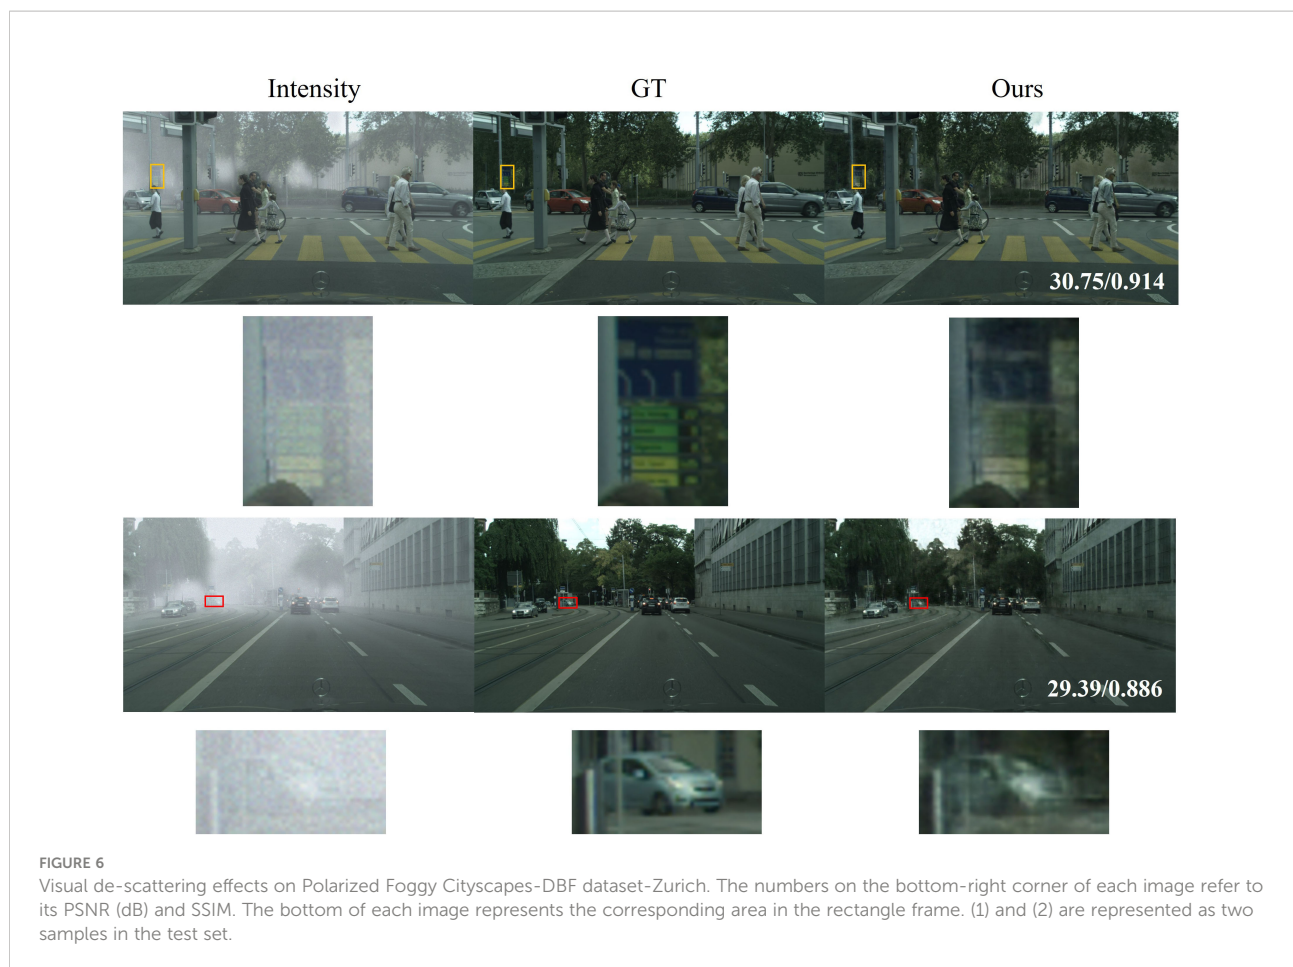 Intensity
GT
Ours
30.75/0.914
29.39/0.886
FIGURE 6
Visual de-scattering effects on Polarized Foggy Cityscapes-DBF dataset-Zurich. The numbers on the bottom-right corner of each image refer to
its PSNR (dB) and SSIM. The bottom of each image represents the corresponding area in the rectangle frame. (1) and (2) are represented as two
samples in the test set.